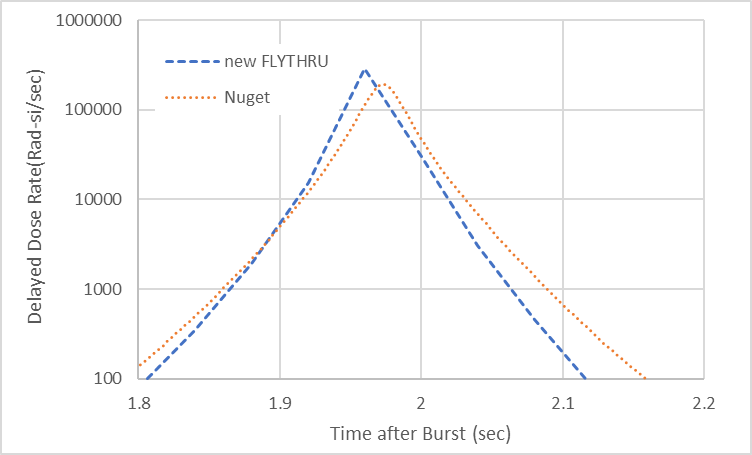 1000000
100000
10000
1000
100
new FLYTHRU
Nuget
Delayed Dose Rate(Rad-si/sec)
1.8 1.9 2 2.1 2.2
Time after Burst (sec)